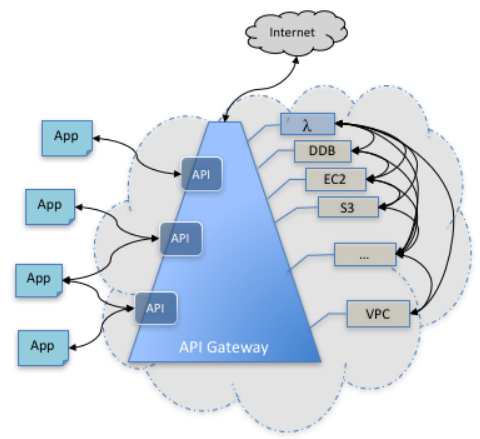 Internet
App
App
App
App
API
API
API
API Gateway
λ
DDB
EC2
S3
...
VPC